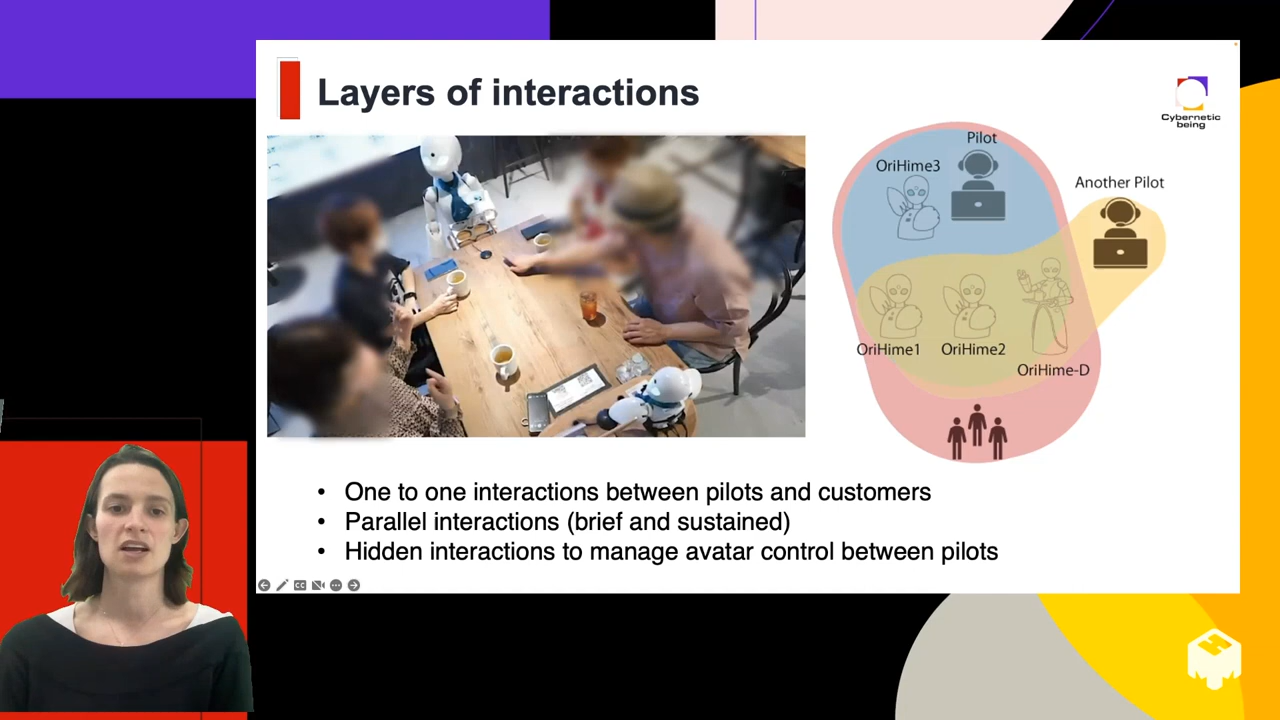 Layers of interactions
Cybernetic
being
Pilot
OriHime3
Another Pilot
OriHime1
OriHime2
OriHime-D
• One to one interactions between pilots and customers
• Parallel interactions (brief and sustained)
• Hidden interactions to manage avatar control between pilots
CC